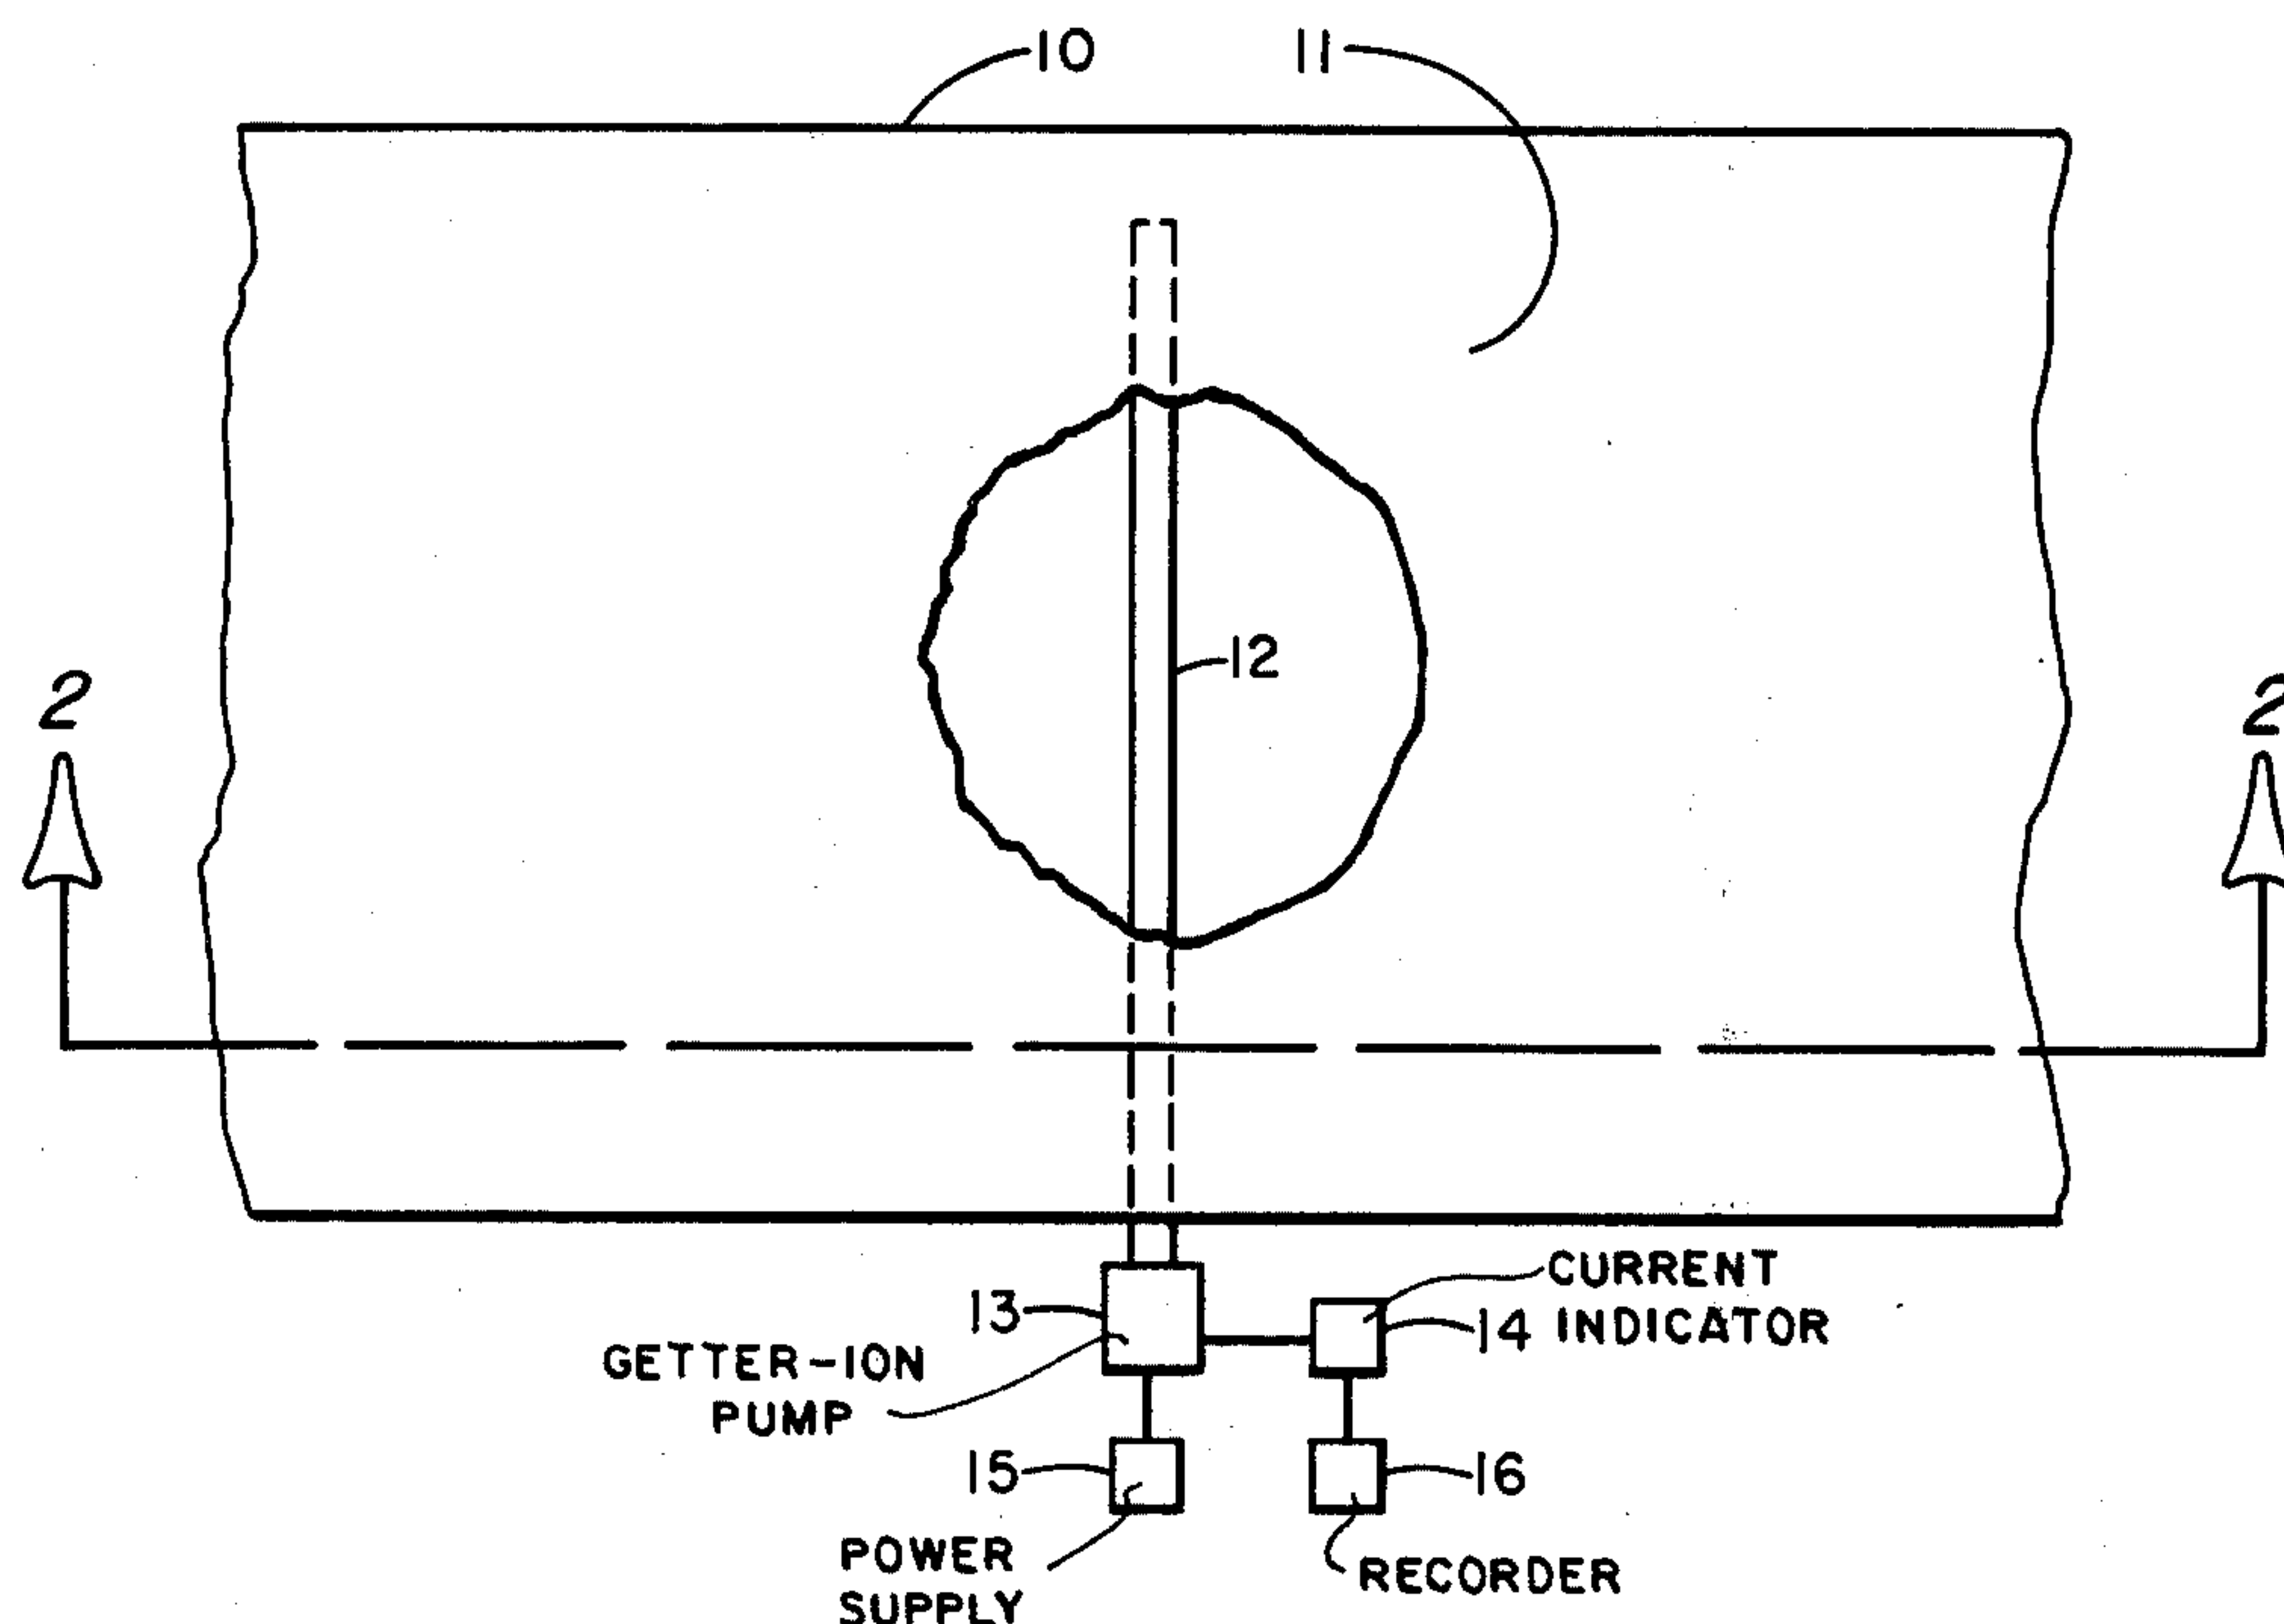 10
11
12
2
2
13
GETTER-ION
PUMP
CURRENT
14 INDICATOR
15
16
POWER
SUPPLY
RECORDER